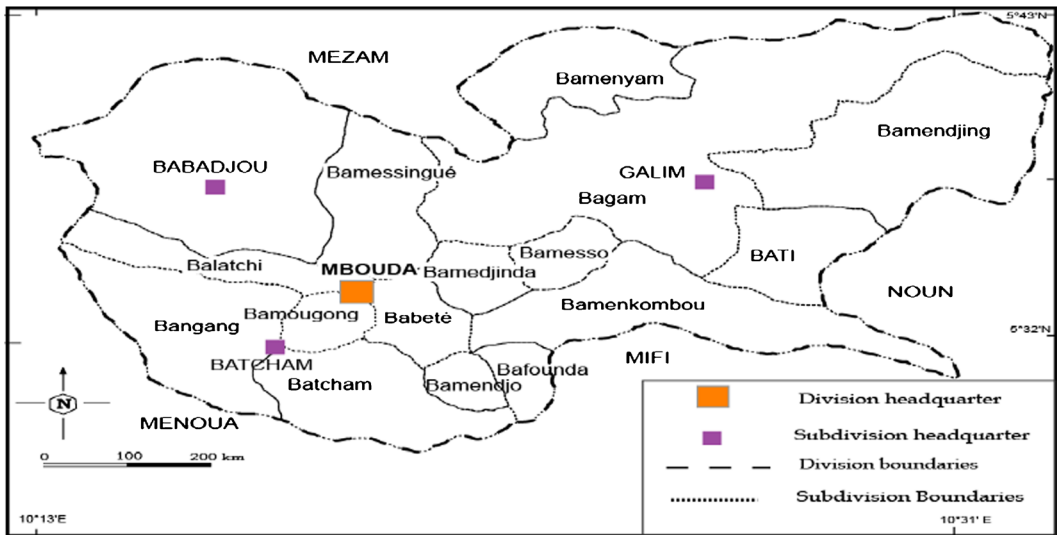 5°43'N
MEZAM
Bamenyam
Bamendjing
BABADJOU
Bamessingué
GALIM
Bagam
Balatchi
MBOUDA
Bamedjinda
Bamesso
BATI
NOUN
Bangang
Bamougong
Babetè
Bamenkombou
5°32'N
BATCHAM
Batcham
Bamendjo
Bafounda
MIFI
N
MENOUA
0 100 200 km
Division headquarter
Subdivision headquarter
Division boundaries
Subdivision Boundaries
10°13'E
10°31' E